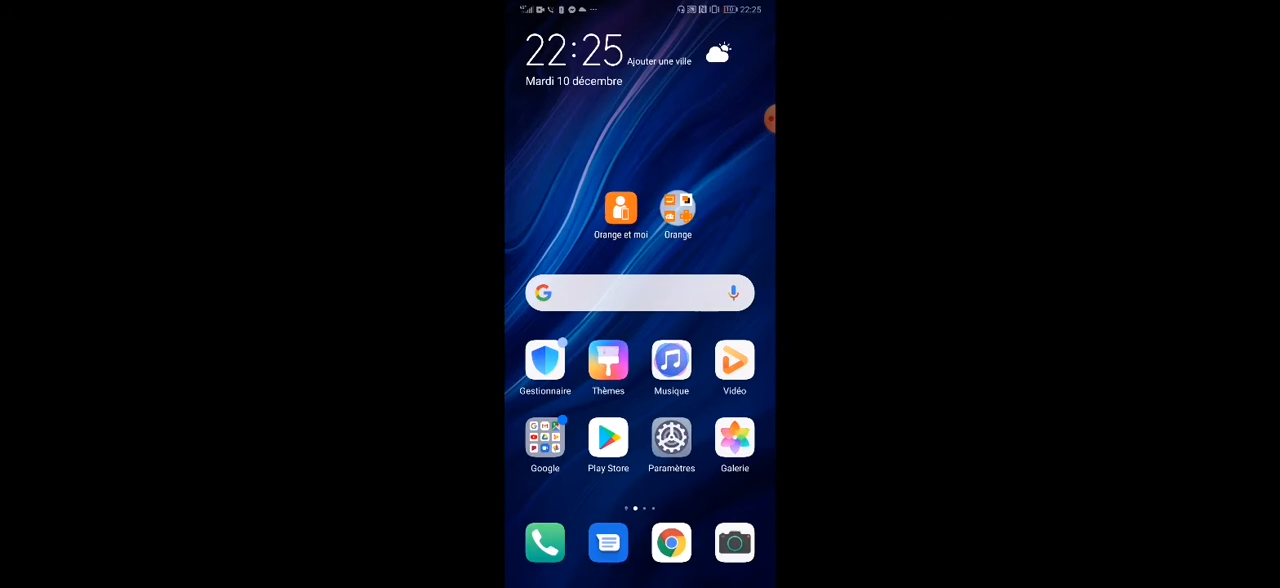 22:25
22:25 Ajouter une ville
Mardi 10 décembre
Orange et moi Orange
Gestionnaire Thèmes Musique Vidéo
Google Play Store Paramètres Galerie